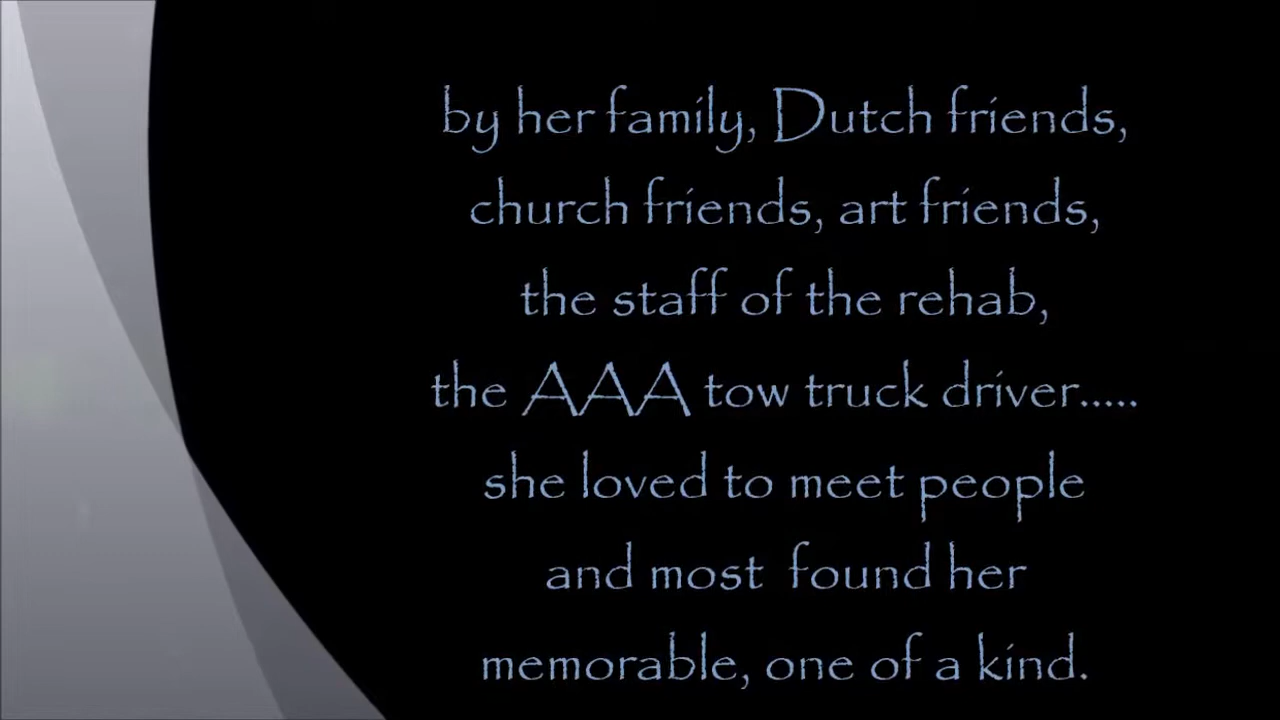 by her family, Dutch friends,
church friends, art friends,
the staff of the rehab,
the AAA tow truck driver.....
she loved to meet people
and most found her
memorable, one of a kind.